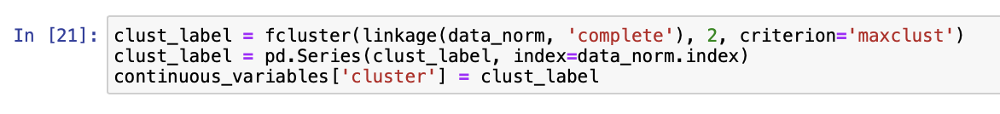 In [21]: clust_label = fcluster(linkage(data_norm, 'complete'), 2, criterion='maxclust')
clust_label = pd.Series(clust_label, index=data_norm.index)
continuous_variables['cluster'] = clust_label